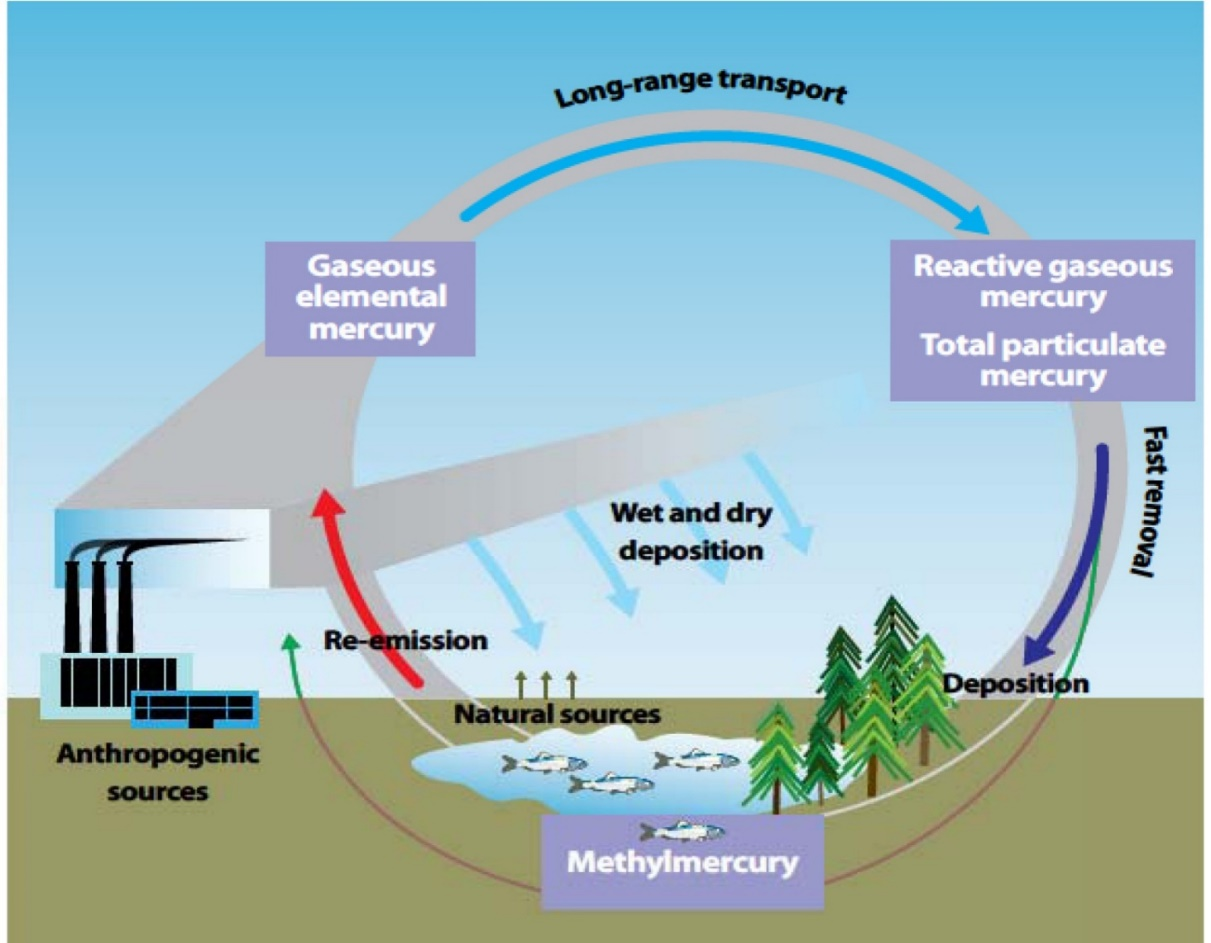 Long-range transport
Gaseous
elemental
mercury
Reactive gaseous
mercury
Total particulate
mercury
Fast removal
Wet and dry
deposition
Re-emission
Deposition
Natural sources
Anthropogenic
sources
Methylmercury